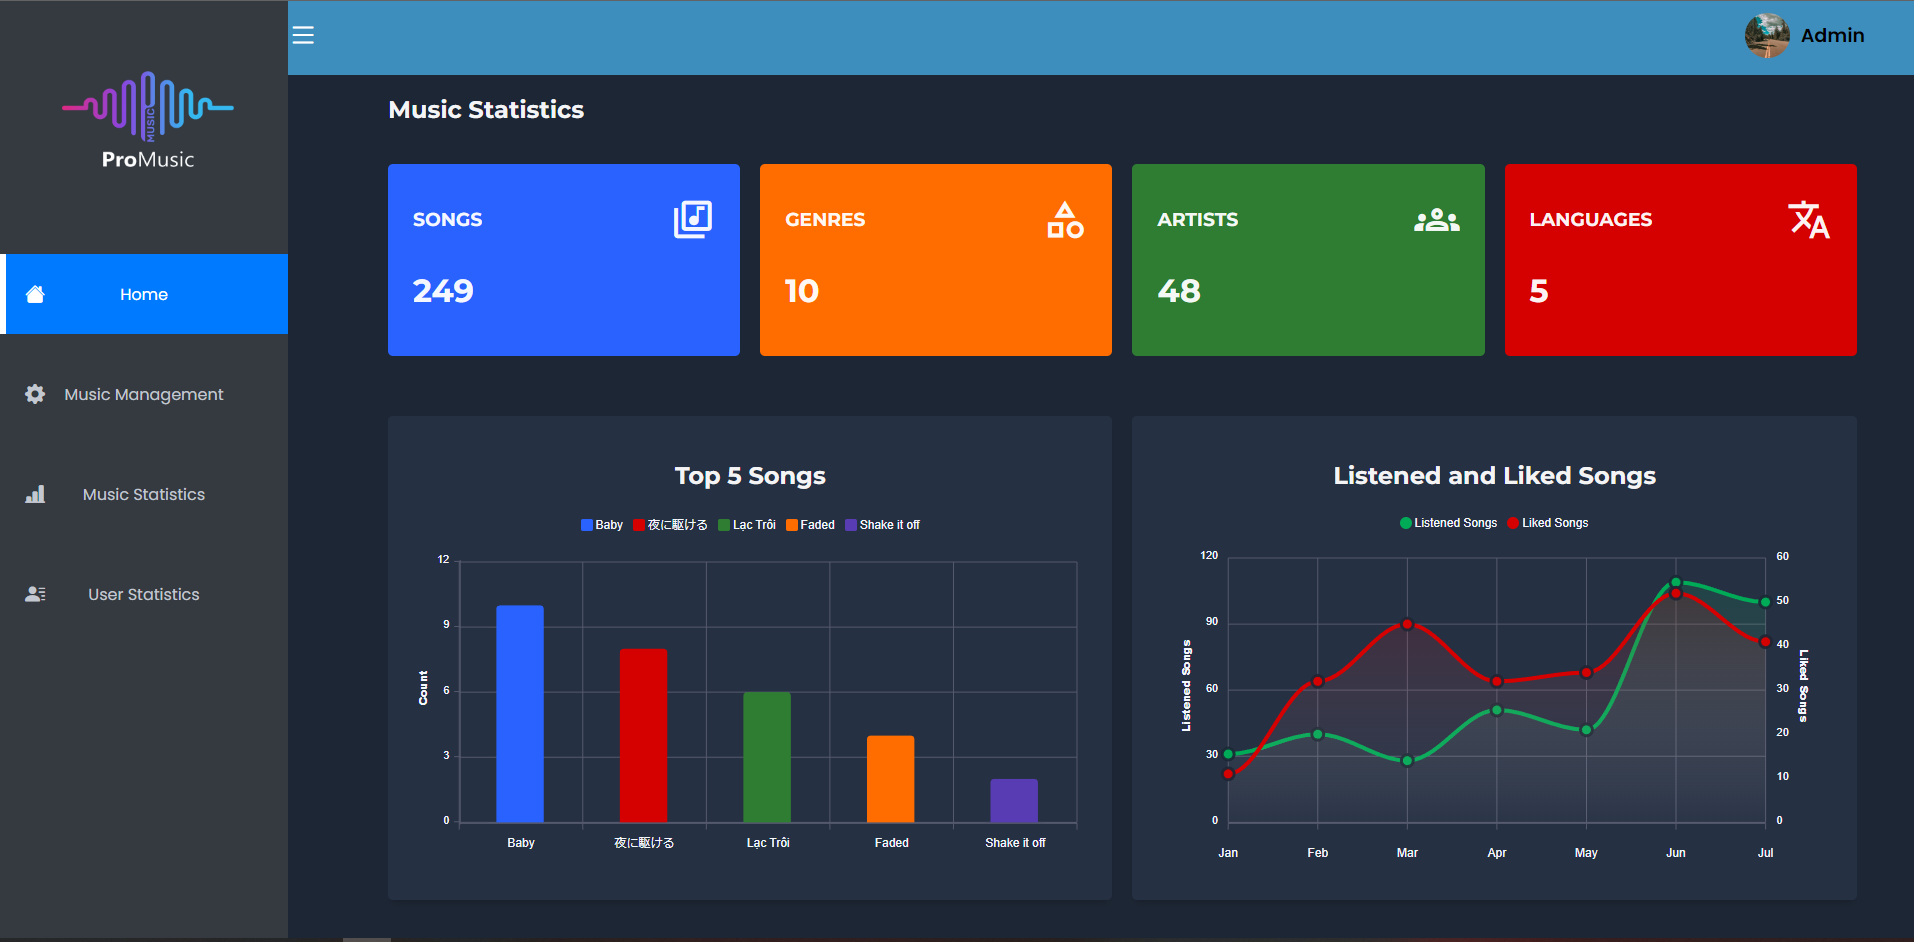 Admin
MUSIC
ProMusic
Home
Music Management
Music Statistics
User Statistics
Music Statistics
SONGS
249
GENRES
10
ARTISTS
48
LANGUAGES
5
Top 5 Songs
Baby 夜に駆ける Lạc Trôi Faded Shake it off
12
9
6
3
0
Count
Baby 夜に駆ける Lạc Trôi Faded Shake it off
Listened and Liked Songs
Listened Songs Liked Songs
120
90
60
30
0
Listened Songs
60
50
40
30
20
10
0
Liked Songs
Jan Feb Mar Apr May Jun Jul